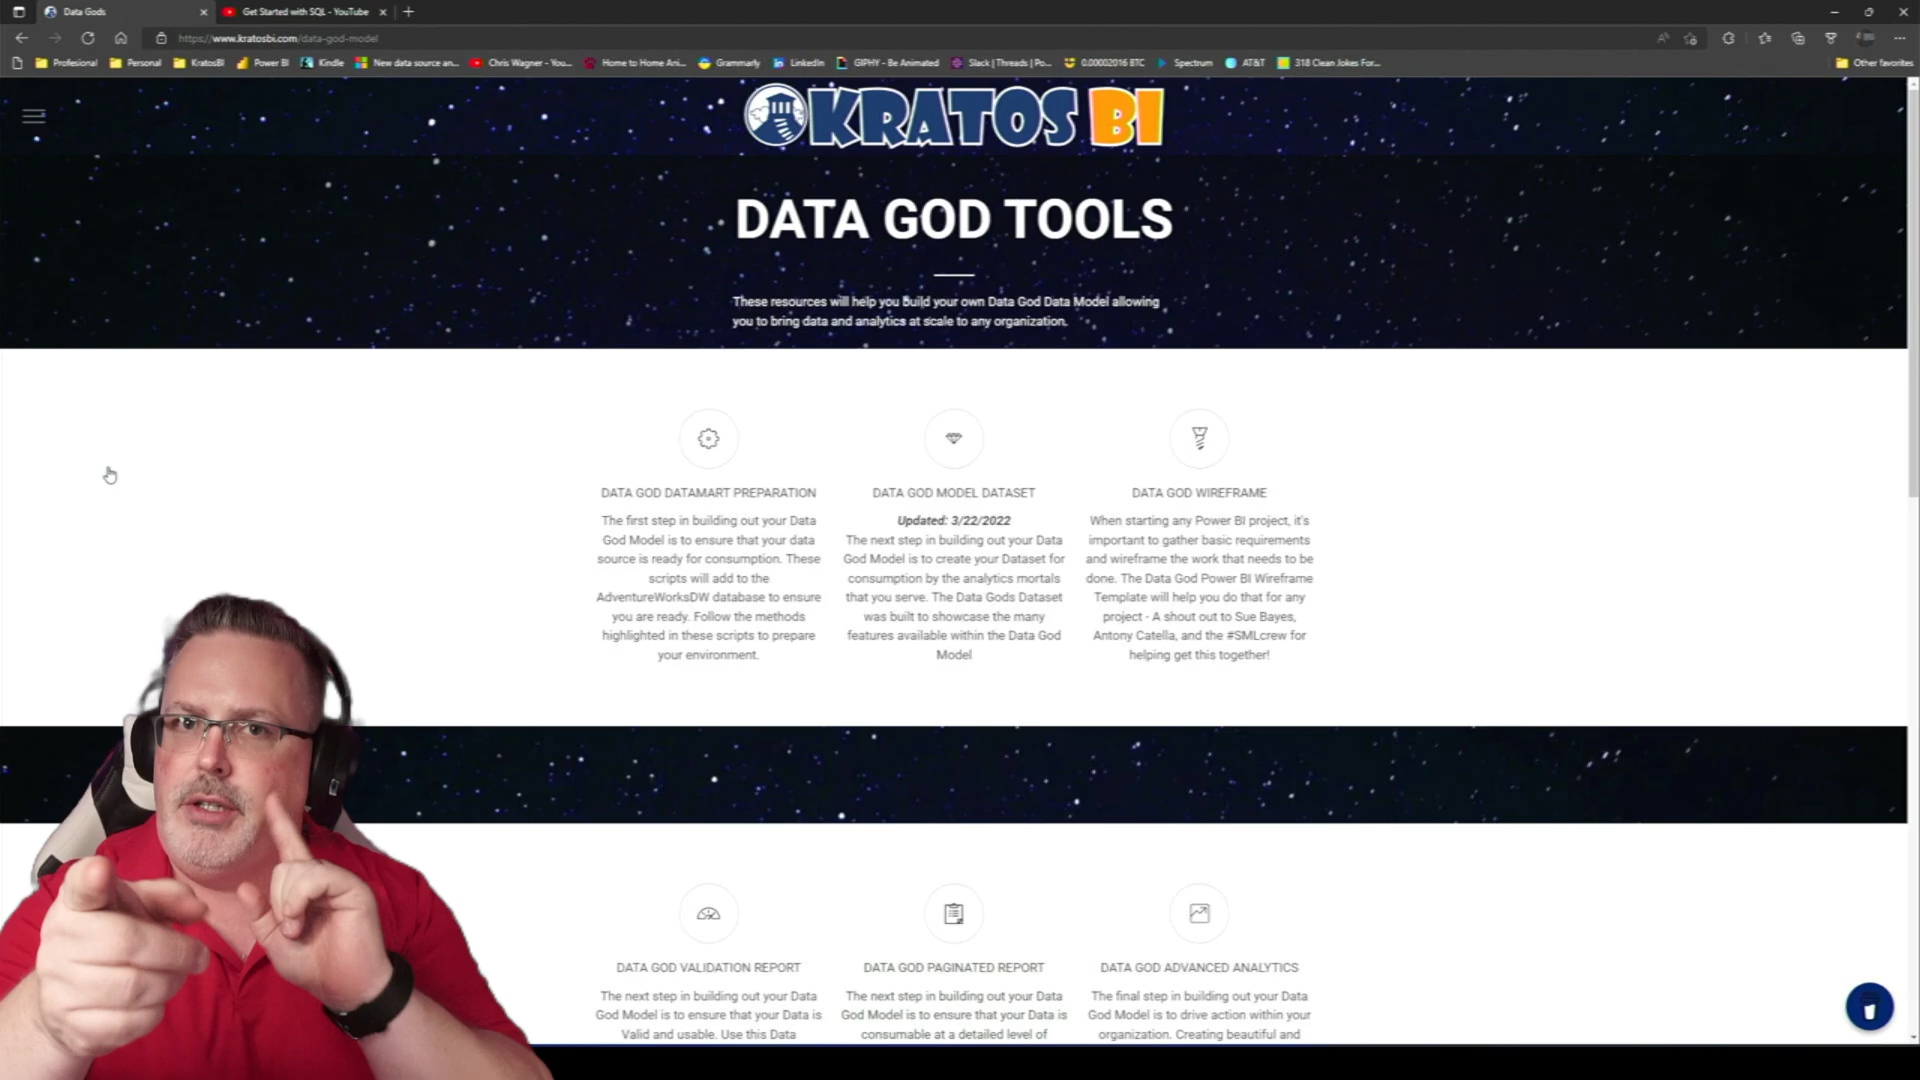 Data Gods
Get Started with SQL - YouTube
https://www.kratosbi.com/data-god-model
Profesional
Personal
KratosBI
Power BI
Kindle
New data source an...
Chris Wagner - You...
Home to Home Ani...
Grammarly
LinkedIn
GIPHY - Be Animated
Slack | Threads | Po...
0.00002016 BTC
Spectrum
AT&T
318 Clean Jokes For...
Other favorites
KRATOS BI
DATA GOD TOOLS
These resources will help you build your own Data God Data Model allowing
you to bring data and analytics at scale to any organization.
DATA GOD DATAMART PREPARATION
The first step in building out your Data
God Model is to ensure that your data
source is ready for consumption. These
scripts will add to the
AdventureWorksDW database to ensure
you are ready. Follow the methods
highlighted in these scripts to prepare
your environment.
DATA GOD MODEL DATASET
Updated: 3/22/2022
The next step in building out your Data
God Model is to create your Dataset for
consumption by the analytics mortals
that you serve. The Data Gods Dataset
was built to showcase the many
features available within the Data God
Model
DATA GOD WIREFRAME
When starting any Power BI project, it's
important to gather basic requirements
and wireframe the work that needs to be
done. The Data God Power BI Wireframe
Template will help you do that for any
project - A shout out to Sue Bayes,
Antony Catella, and the #SMLcrew for
helping get this together!
DATA GOD VALIDATION REPORT
The next step in building out your Data
God Model is to ensure that your Data is
Valid and usable. Use this Data
DATA GOD PAGINATED REPORT
The next step in building out your Data
God Model is to ensure that your Data is
consumable at a detailed level of
DATA GOD ADVANCED ANALYTICS
The final step in building out your Data
God Model is to drive action within your
organization. Creating beautiful and